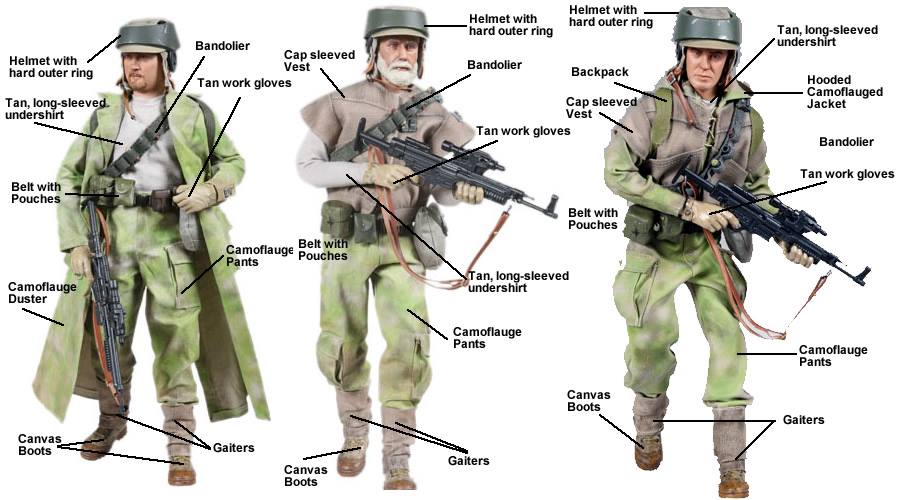 Helmet with
hard outer ring
Bandolier
Tan work gloves
Tan, long-sleeved
undershirt
Belt with
Pouches
Camoflauge
Pants
Camoflauge
Duster
Canvas
Boots
Gaiters
Helmet with
hard outer ring
Cap sleeved
Vest
Bandolier
Tan work gloves
Belt with
Pouches
Tan, long-sleeved
undershirt
Camoflauge
Pants
Gaiters
Canvas
Boots
Helmet with
hard outer ring
Tan, long-sleeved
undershirt
Backpack
Hooded
Camoflauged
Jacket
Cap sleeved
Vest
Bandolier
Tan work gloves
Belt with
Pouches
Camoflauge
Pants
Canvas
Boots
Gaiters